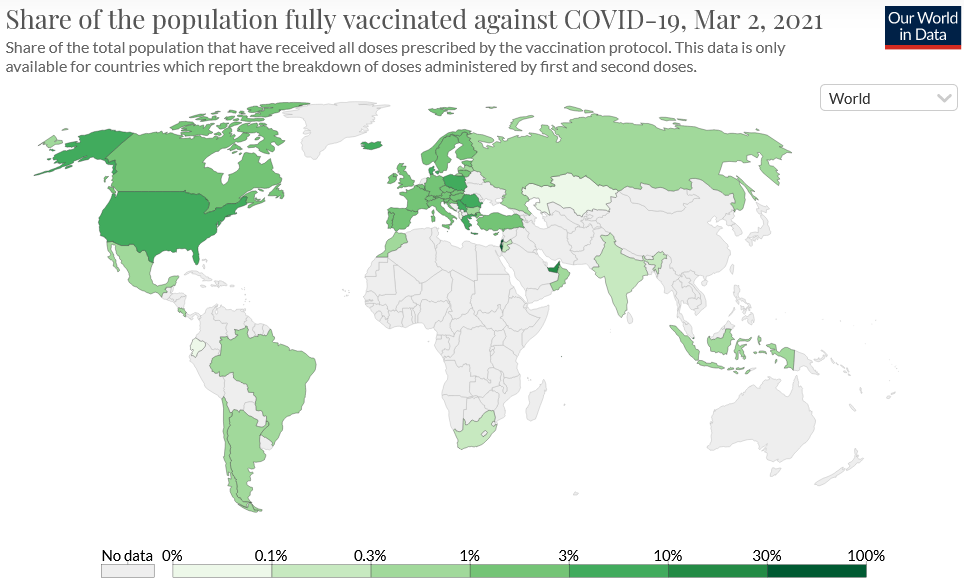 Share of the population fully vaccinated against COVID-19, Mar 2, 2021
Share of the total population that have received all doses prescribed by the vaccination protocol. This data is only
available for countries which report the breakdown of doses administered by first and second doses.
Our World
in Data
World
No data 0% 0.1% 0.3% 1% 3% 10% 30% 100%